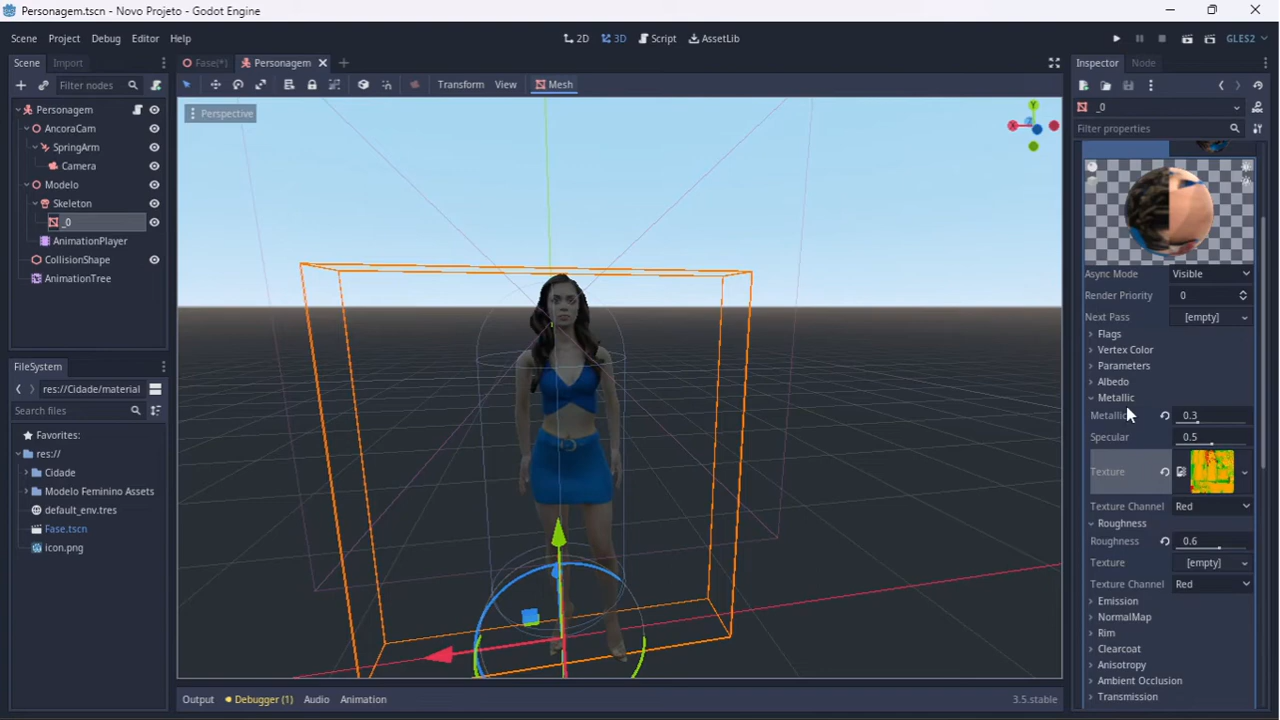 Personagem.tscn - Novo Projeto - Godot Engine
Scene Project Debug Editor Help
2D 3D Script AssetLib
GLES2
Scene Import
Filter nodes
Personagem
AncoraCam
SpringArm
Camera
Modelo
Skeleton
_0
AnimationPlayer
CollisionShape
AnimationTree
FileSystem
res://Cidade/material
Search files
Favorites:
res://
Cidade
Modelo Feminino Assets
default_env.tres
Fase.tscn
icon.png
Fase(*) Personagem
Transform View Mesh
Perspective
Y
X
Output Debugger (1) Audio Animation
3.5.stable
Inspector Node
_0
Filter properties
Async Mode Visible
Render Priority 0
Next Pass [empty]
Flags
Vertex Color
Parameters
Albedo
Metallic
Metallic 0.3
Specular 0.5
Texture
Texture Channel Red
Roughness
Roughness 0.6
Texture [empty]
Texture Channel Red
Emission
NormalMap
Rim
Clearcoat
Anisotropy
Ambient Occlusion
Transmission